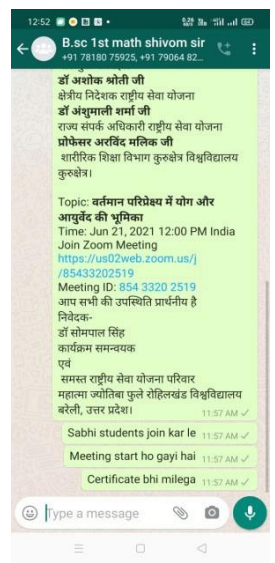 12:52
B.sc 1st math shivom sir
+91 78180 75925, +91 79064 82...
डॉ अशोक श्रोती जी
क्षेत्रीय निदेशक राष्ट्रीय सेवा योजना
डॉ अंशुमाली शर्मा जी
राज्य संपर्क अधिकारी राष्ट्रीय सेवा योजना
प्रोफेसर अरविंद मलिक जी
शारीरिक शिक्षा विभाग कुरुक्षेत्र विश्वविद्यालय
कुरुक्षेत्र।
Topic: वर्तमान परिप्रेक्ष्य में योग और
आयुर्वेद की भूमिका
Time: Jun 21, 2021 12:00 PM India
Join Zoom Meeting
https://us02web.zoom.us/j
/85433202519
Meeting ID: 854 3320 2519
आप सभी की उपस्थिति प्रार्थनीय है
निवेदक-
डॉ सोमपाल सिंह
कार्यक्रम समन्वयक
एवं
समस्त राष्ट्रीय सेवा योजना परिवार
महात्मा ज्योतिबा फुले रोहिलखंड विश्वविद्यालय
बरेली, उत्तर प्रदेश।
11:57 AM
Sabhi students join kar le 11:57 AM
Meeting start ho gayi hai 11:57 AM
Certificate bhi milega 11:57 AM
Type a message